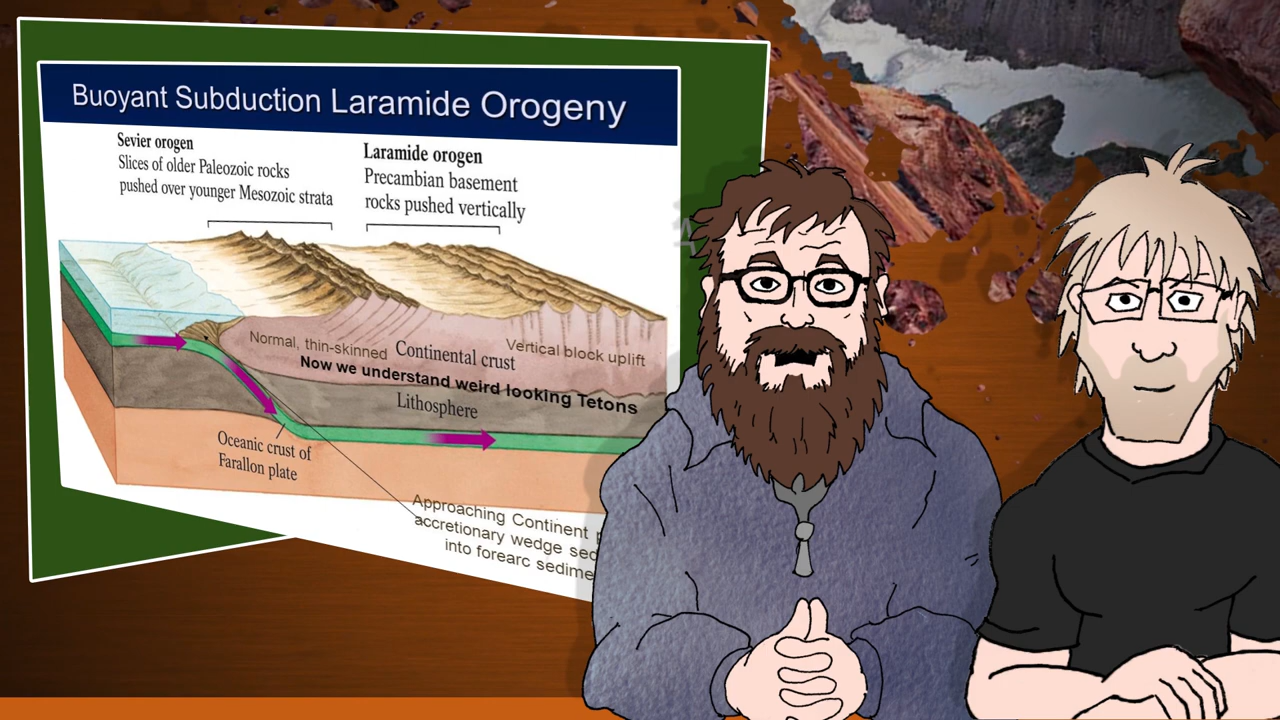 Buoyant Subduction Laramide Orogeny
Sevier orogen
Slices of older Paleozoic rocks
pushed over younger Mesozoic strata
Laramide orogen
Precambian basement
rocks pushed vertically
Normal, thin-skinned
Continental crust
Vertical block uplift
Now we understand weird looking Tetons
Lithosphere
Oceanic crust of
Farallon plate
Approaching Continent
accretionary wedge
into forearc